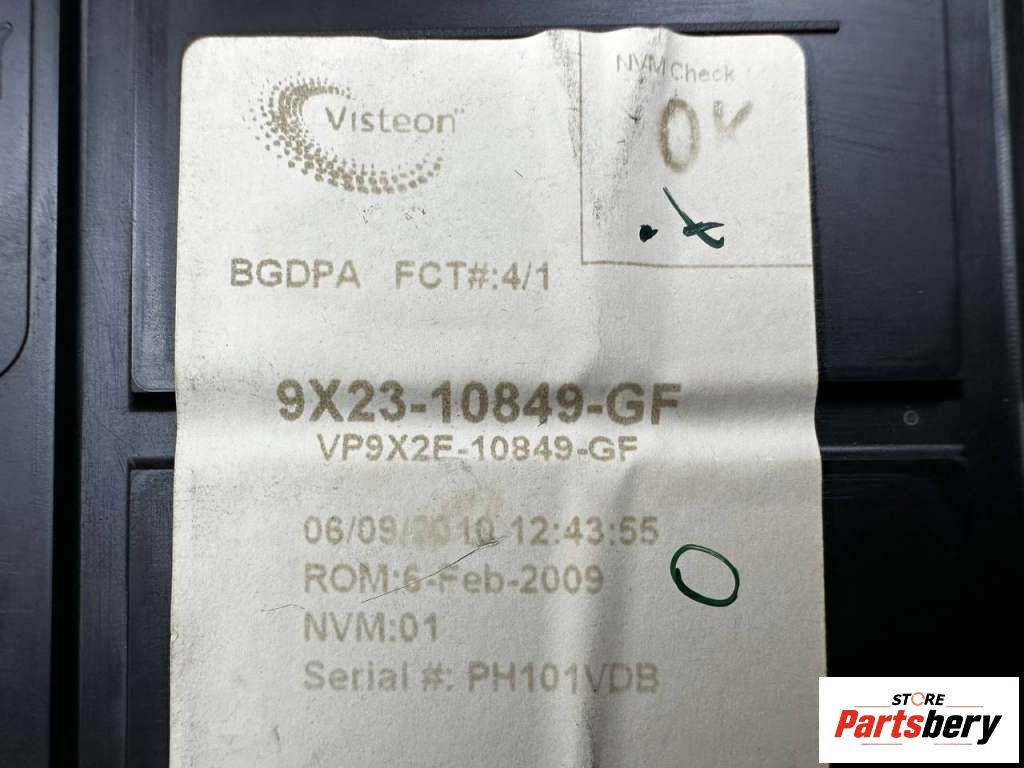 Visteon
NVM Check
OK
BGDPA FCT#:4/1
9X23-10849-GF
VP9X2F-10849-GF
06/09/2010 12:43:55
ROM:6-Feb-2009
NVM:01
Serial #: PH101VDB
STORE
Partsbery